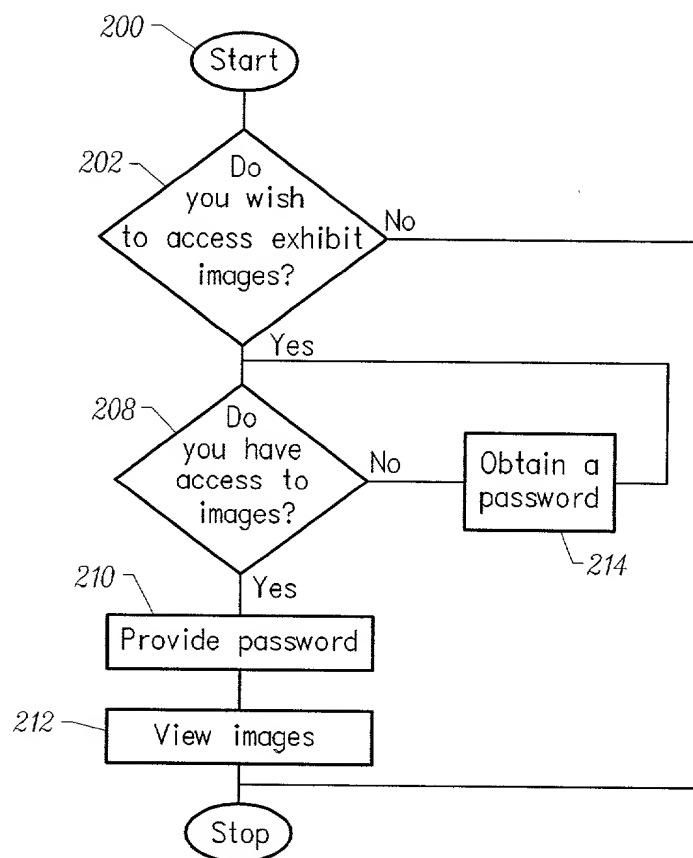 200
Start
202
Do
you wish
to access exhibit
images?
No
Yes
208
Do
you have
access to
images?
No
Obtain a
password
214
Yes
210
Provide password
212
View images
Stop